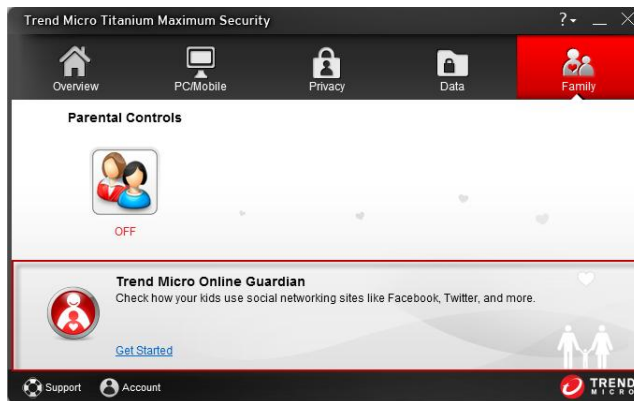 Trend Micro Titanium Maximum Security
?
Overview
PC/Mobile
Privacy
Data
Family
Parental Controls
OFF
Trend Micro Online Guardian
Check how your kids use social networking sites like Facebook, Twitter, and more.
Get Started
Support
Account
TREND
MICRO